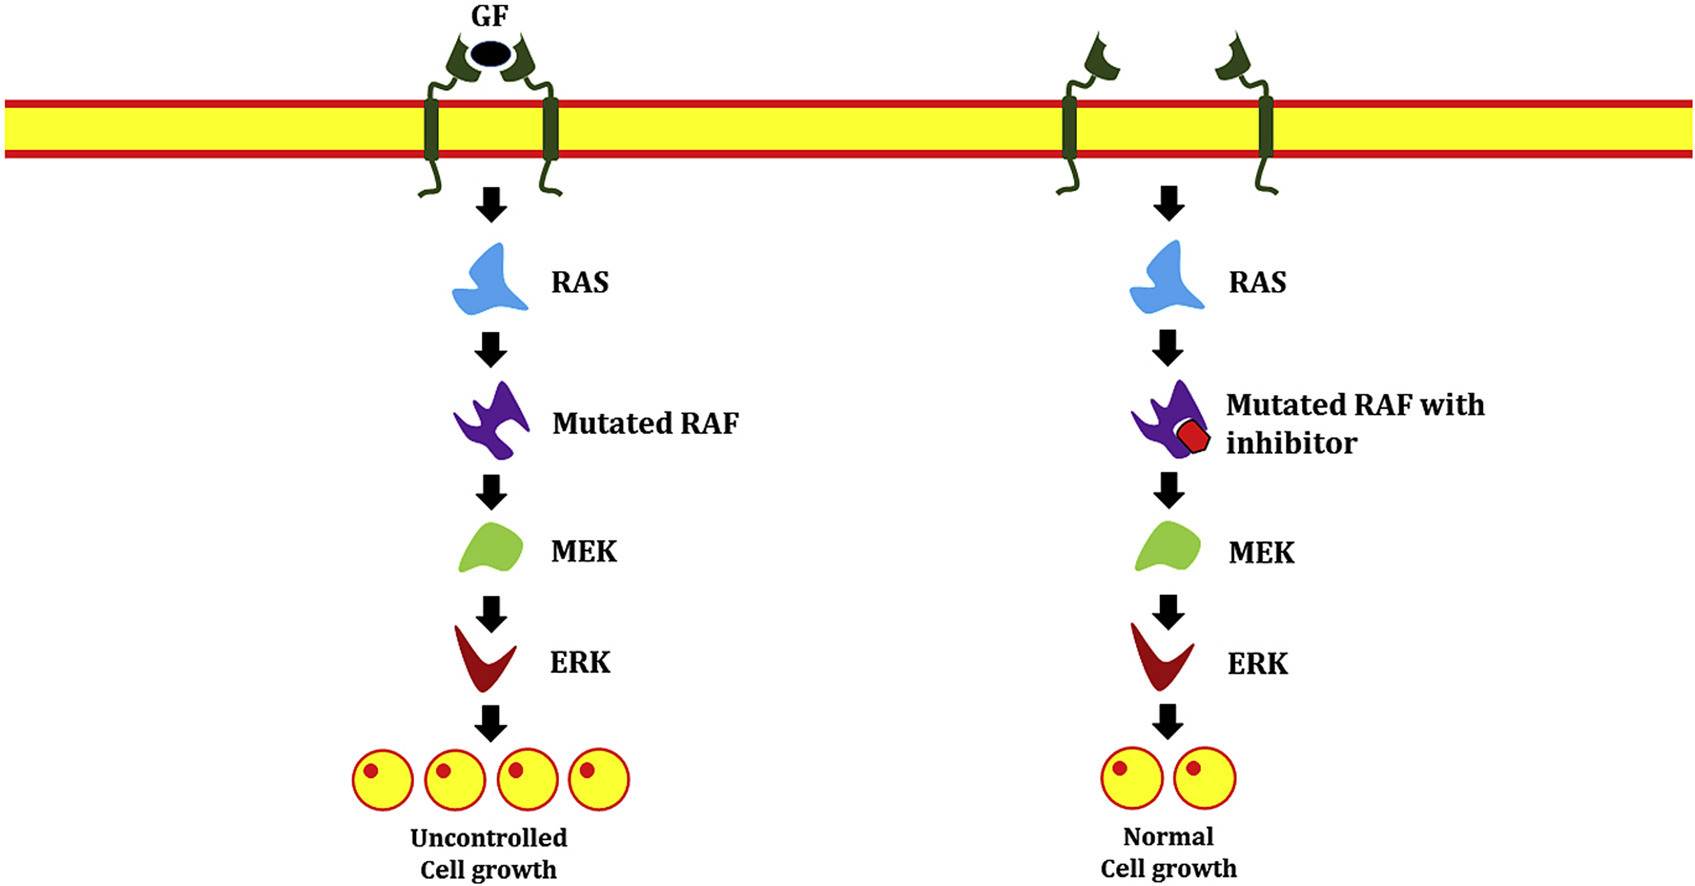 GF
RAS
Mutated RAF
MEK
ERK
Uncontrolled
Cell growth
RAS
Mutated RAF with
inhibitor
MEK
ERK
Normal
Cell growth